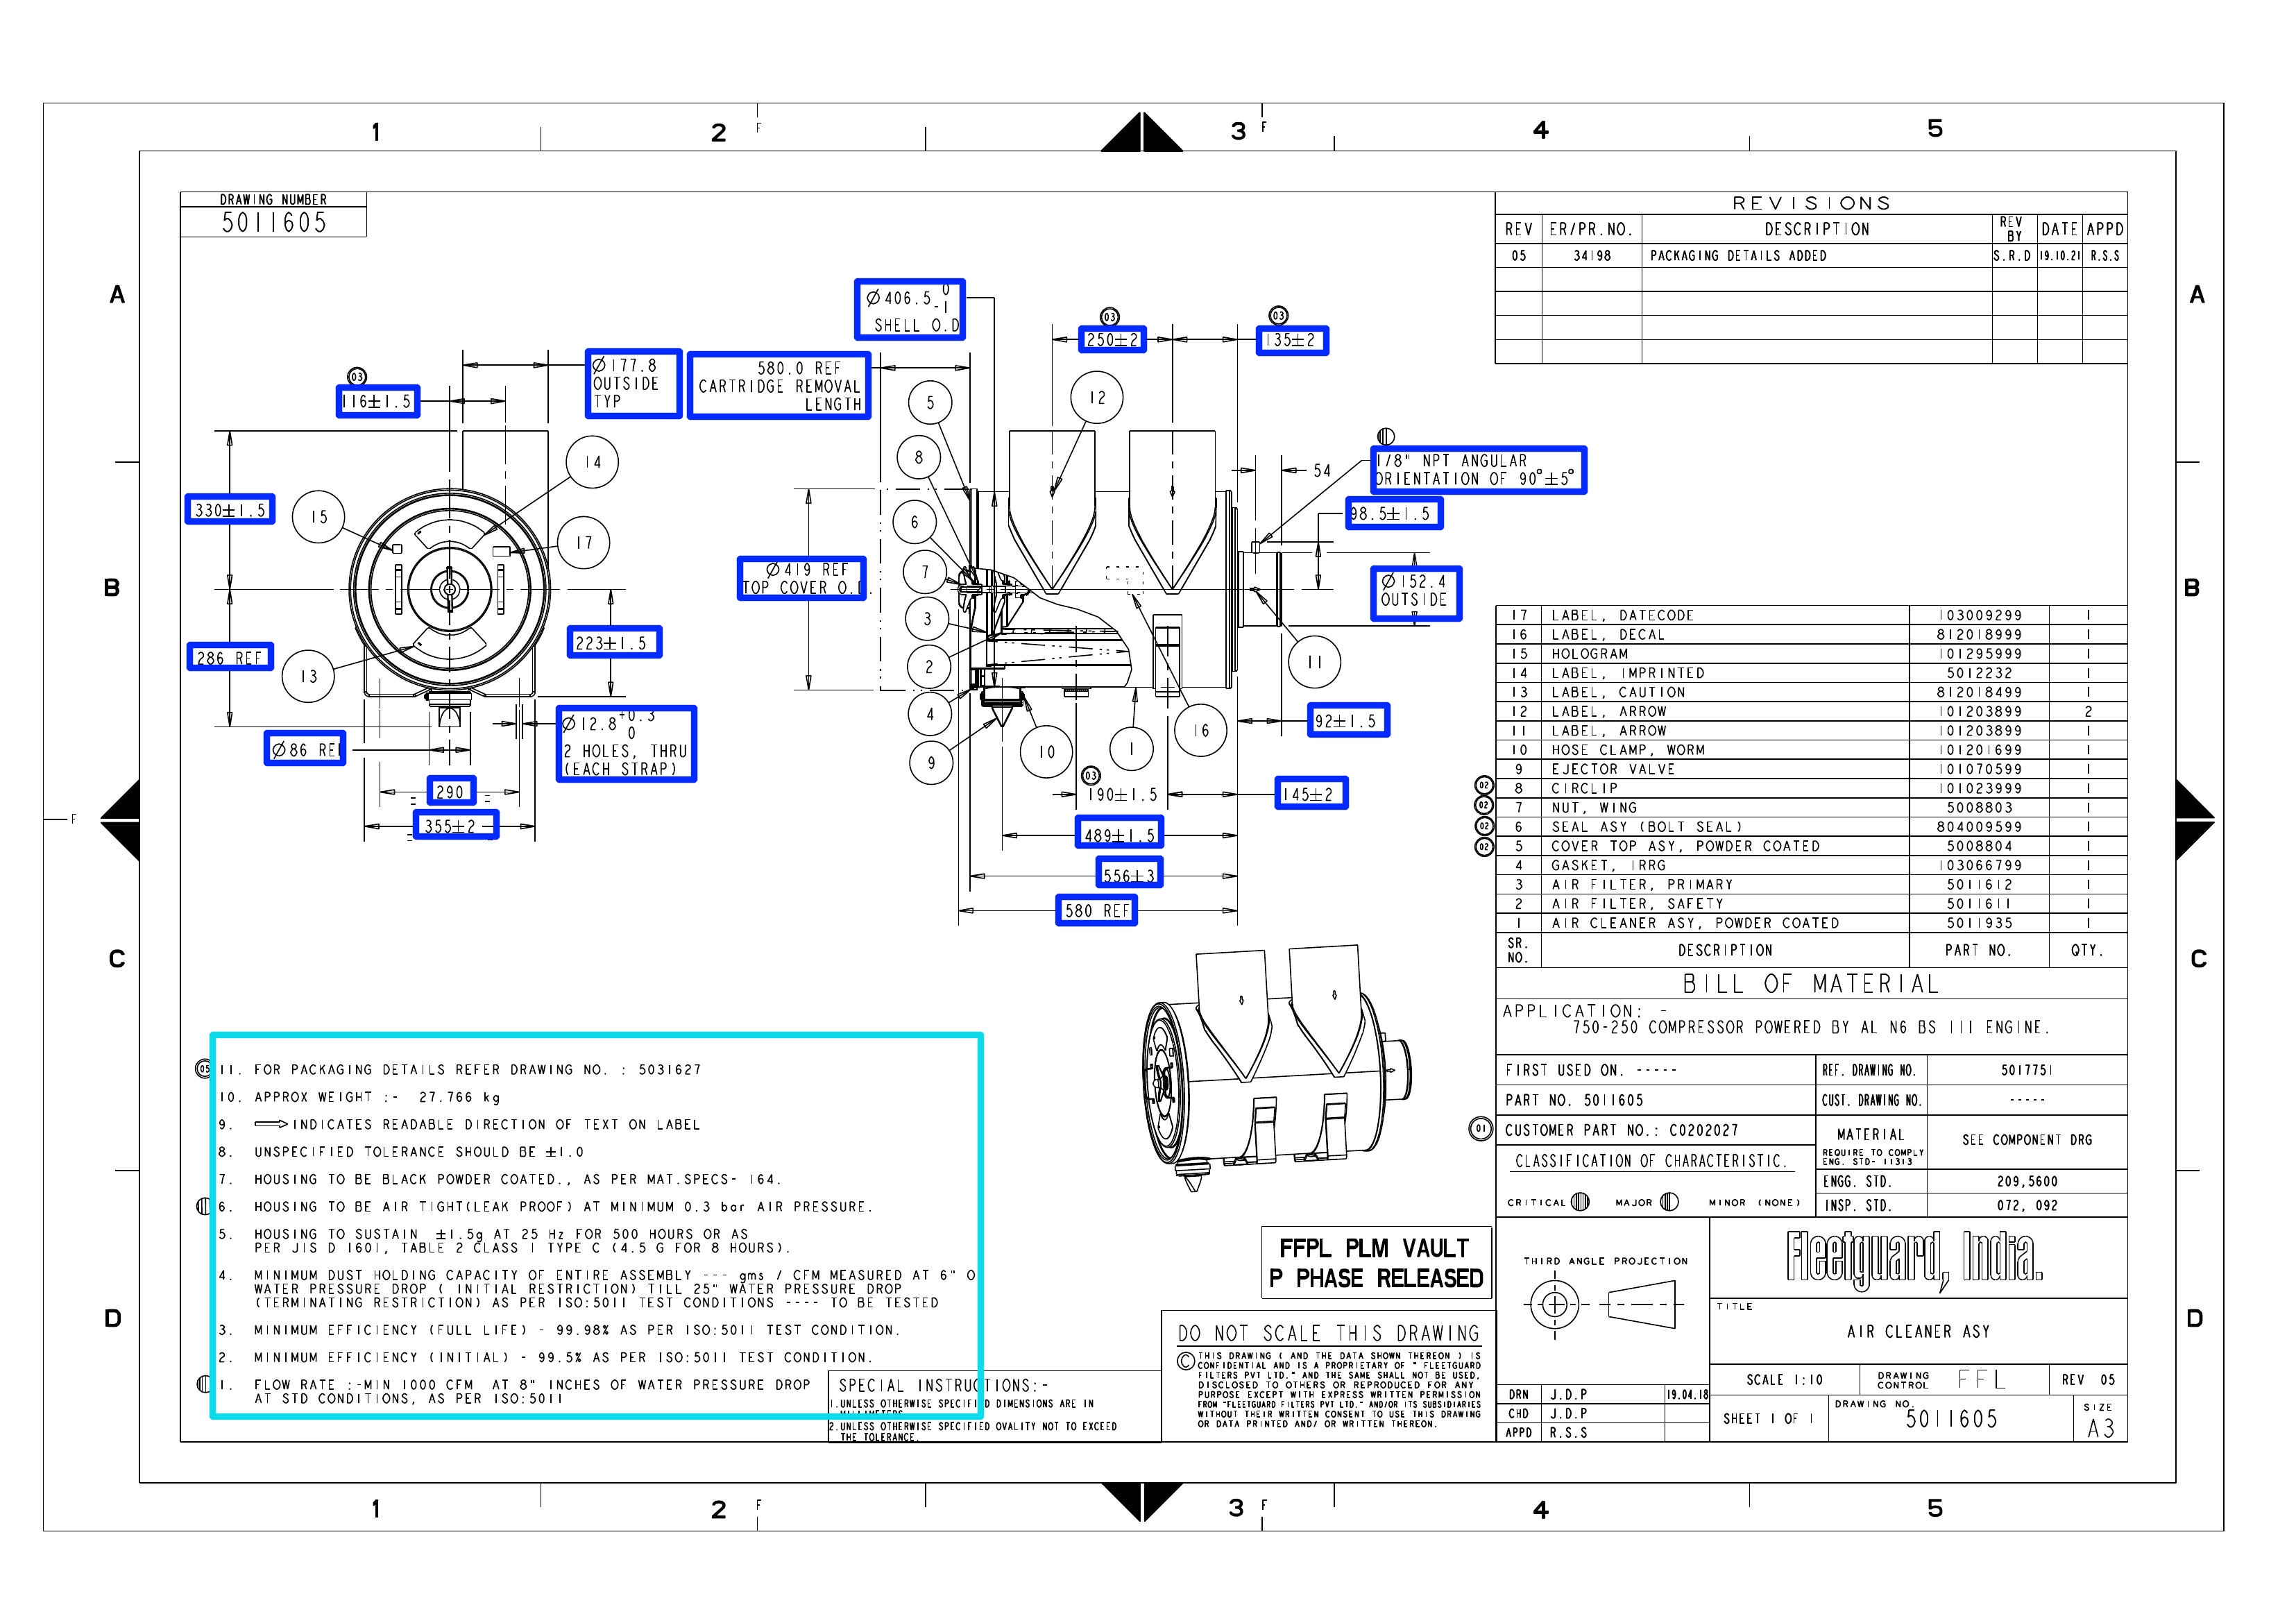 1
2
F
3
F
4
5
DRAWING NUMBER
5011605
REVISIONS
REV ER/PR.NO. DESCRIPTION REV BY DATE APPD
05 34198 PACKAGING DETAILS ADDED S.R.D 19.10.21 R.S.S
A
A
Ø406.5 0 -1
SHELL O.D
03
250±2
03
135±2
Ø177.8
OUTSIDE
TYP
580.0 REF
CARTRIDGE REMOVAL
LENGTH
03
116±1.5
5
12
14
8
54
1/8" NPT ANGULAR
ORIENTATION OF 90°±5°
330±1.5
15
17
6
98.5±1.5
B
B
Ø419 REF
TOP COVER O.D.
7
Ø152.4
OUTSIDE
286 REF
223±1.5
3
13
2
11
4
16
92±1.5
Ø86 REF
Ø12.8 +0.3 0
2 HOLES, THRU
(EACH STRAP)
9
10
1
290
=
=
355±2
03
190±1.5
145±2
489±1.5
556±3
580 REF
F
17 LABEL, DATECODE 103009299 1
16 LABEL, DECAL 812018999 1
15 HOLOGRAM 101295999 1
14 LABEL, IMPRINTED 5012232 1
13 LABEL, CAUTION 812018499 1
12 LABEL, ARROW 101203899 2
11 LABEL, ARROW 101203899 1
10 HOSE CLAMP, WORM 101201699 1
9 EJECTOR VALVE 101070599 1
02 8 CIRCLIP 101023999 1
02 7 NUT, WING 5008803 1
02 6 SEAL ASY (BOLT SEAL) 804009599 1
02 5 COVER TOP ASY, POWDER COATED 5008804 1
4 GASKET, IRRG 103066799 1
3 AIR FILTER, PRIMARY 5011612 1
2 AIR FILTER, SAFETY 5011611 1
1 AIR CLEANER ASY, POWDER COATED 5011935 1
SR. NO. DESCRIPTION PART NO. QTY.
BILL OF MATERIAL
C
C
APPLICATION: -
750-250 COMPRESSOR POWERED BY AL N6 BS III ENGINE.
FIRST USED ON. ----- REF. DRAWING NO. 5017751
PART NO. 5011605 CUST. DRAWING NO. -----
01 CUSTOMER PART NO.: C0202027
MATERIAL
REQUIRE TO COMPLY
ENG. STD- 11313
SEE COMPONENT DRG
CLASSIFICATION OF CHARACTERISTIC.
CRITICAL MAJOR MINOR (NONE)
ENGG. STD. 209,5600
INSP. STD. 072, 092
05 11. FOR PACKAGING DETAILS REFER DRAWING NO. : 5031627
10. APPROX WEIGHT :- 27.766 kg
9. INDICATES READABLE DIRECTION OF TEXT ON LABEL
8. UNSPECIFIED TOLERANCE SHOULD BE ±1.0
7. HOUSING TO BE BLACK POWDER COATED., AS PER MAT.SPECS- 164.
6. HOUSING TO BE AIR TIGHT(LEAK PROOF) AT MINIMUM 0.3 bar AIR PRESSURE.
5. HOUSING TO SUSTAIN ±1.5g AT 25 Hz FOR 500 HOURS OR AS
PER JIS D 1601, TABLE 2 CLASS 1 TYPE C (4.5 G FOR 8 HOURS).
4. MINIMUM DUST HOLDING CAPACITY OF ENTIRE ASSEMBLY --- gms / CFM MEASURED AT 6" O
WATER PRESSURE DROP ( INITIAL RESTRICTION) TILL 25" WATER PRESSURE DROP
(TERMINATING RESTRICTION) AS PER ISO:5011 TEST CONDITIONS ---- TO BE TESTED
3. MINIMUM EFFICIENCY (FULL LIFE) - 99.98% AS PER ISO:5011 TEST CONDITION.
2. MINIMUM EFFICIENCY (INITIAL) - 99.5% AS PER ISO:5011 TEST CONDITION.
1. FLOW RATE :-MIN 1000 CFM AT 8" INCHES OF WATER PRESSURE DROP
AT STD CONDITIONS, AS PER ISO:5011
SPECIAL INSTRUCTIONS:-
1.UNLESS OTHERWISE SPECIFIED DIMENSIONS ARE IN
MILLIMETERS.
2.UNLESS OTHERWISE SPECIFIED OVALITY NOT TO EXCEED
THE TOLERANCE.
FFPL PLM VAULT
P PHASE RELEASED
DO NOT SCALE THIS DRAWING
© THIS DRAWING ( AND THE DATA SHOWN THEREON ) IS
CONFIDENTIAL AND IS A PROPRIETARY OF " FLEETGUARD
FILTERS PVT LTD." AND THE SAME SHALL NOT BE USED,
DISCLOSED TO OTHERS OR REPRODUCED FOR ANY
PURPOSE EXCEPT WITH EXPRESS WRITTEN PERMISSION
FROM "FLEETGUARD FILTERS PVT LTD." AND/OR ITS SUBSIDIARIES
WITHOUT THEIR WRITTEN CONSENT TO USE THIS DRAWING
OR DATA PRINTED AND/ OR WRITTEN THEREON.
THIRD ANGLE PROJECTION
Fleetguard, India.
TITLE
AIR CLEANER ASY
D
D
SCALE 1:10 DRAWING CONTROL FFL REV 05
DRN J.D.P 19.04.18
CHD J.D.P
APPD R.S.S
SHEET 1 OF 1
DRAWING NO.
5011605
SIZE
A3
1
2
F
3
F
4
5